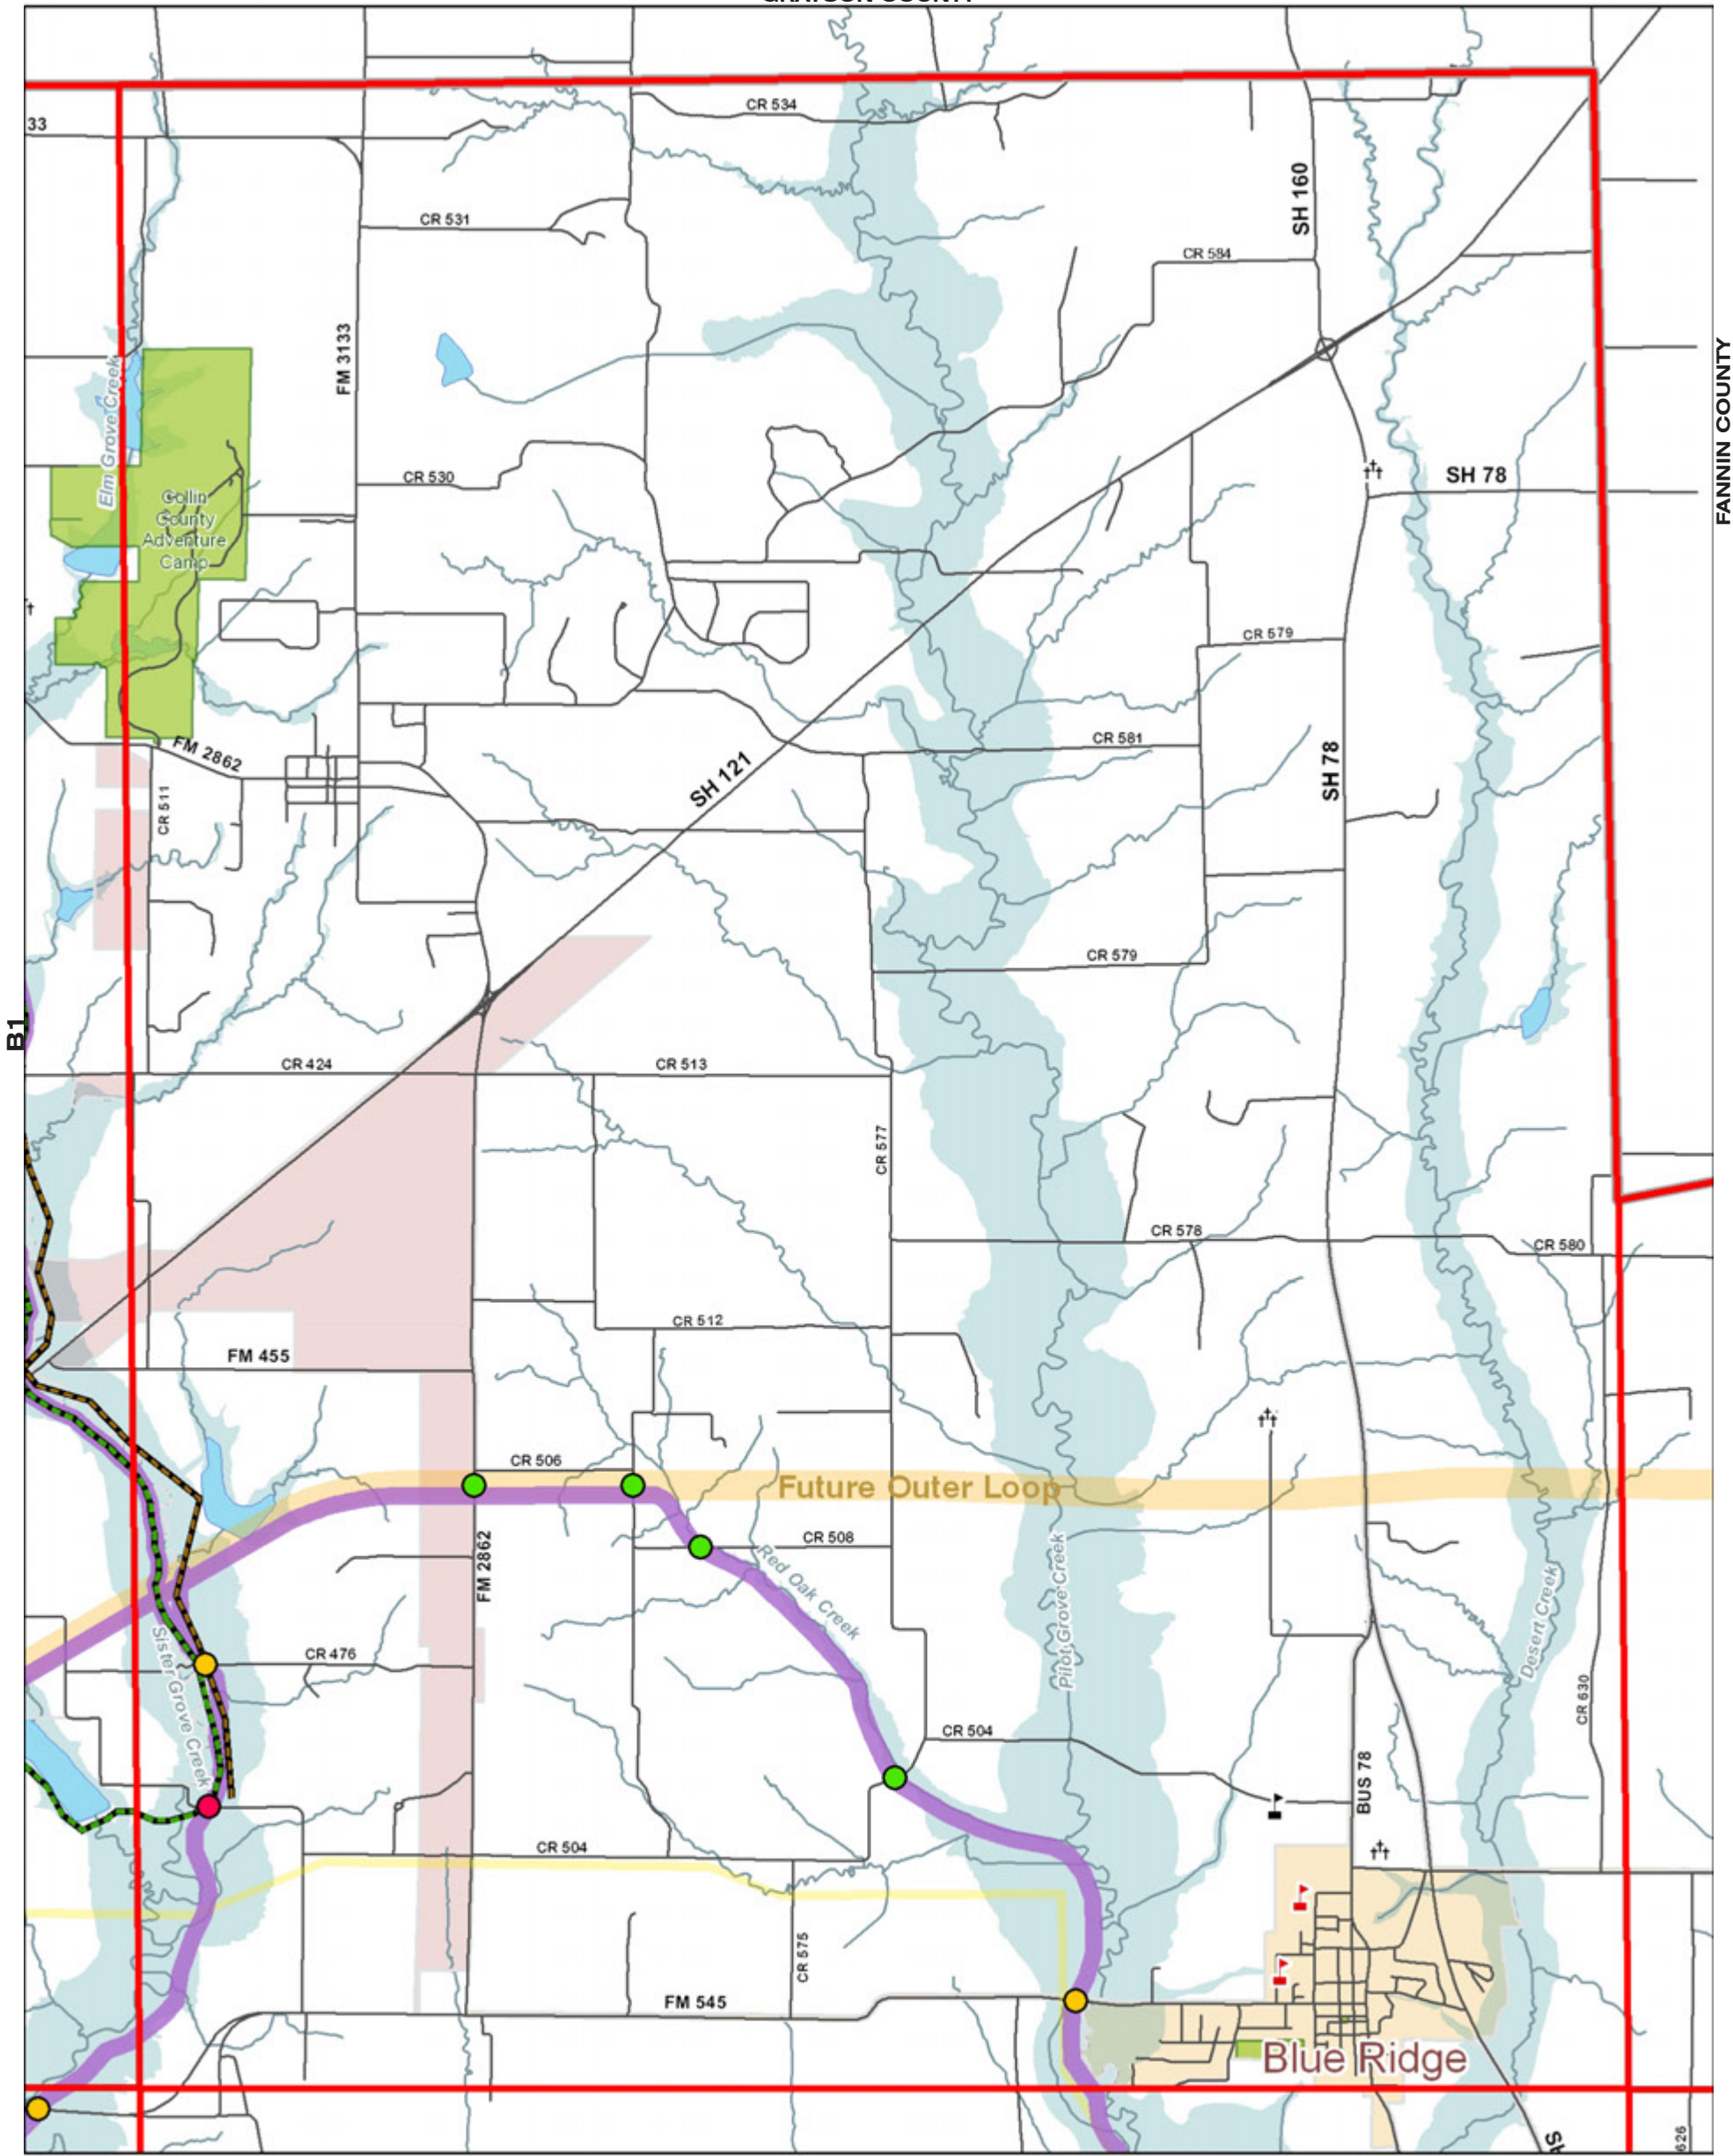 GRAYSON COUNTY
CR 534
33
SH 160
CR 531
CR 584
FM 3133
Elm Grove Creek
FANNIN COUNTY
CR 530
SH 78
Collin
County
Adventure
Camp
CR 579
CR 581
FM 2862
SH 121
SH 78
CR 511
CR 579
B1
CR 424
CR 513
CR 577
CR 578
CR 580
CR 512
FM 455
CR 506
Future Outer Loop
FM 2862
CR 508
Red Oak Creek
Pilot Grove Creek
Desert Creek
Sister Grove Creek
CR 476
CR 630
CR 504
BUS 78
CR 504
CR 575
FM 545
Blue Ridge
626